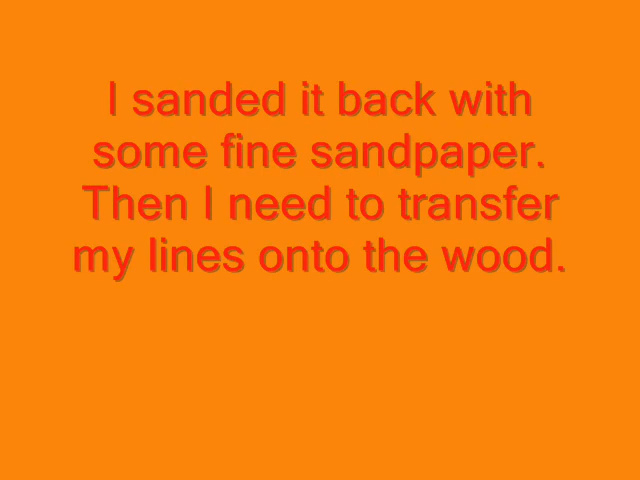 I sanded it back with
some fine sandpaper.
Then I need to transfer
my lines onto the wood.